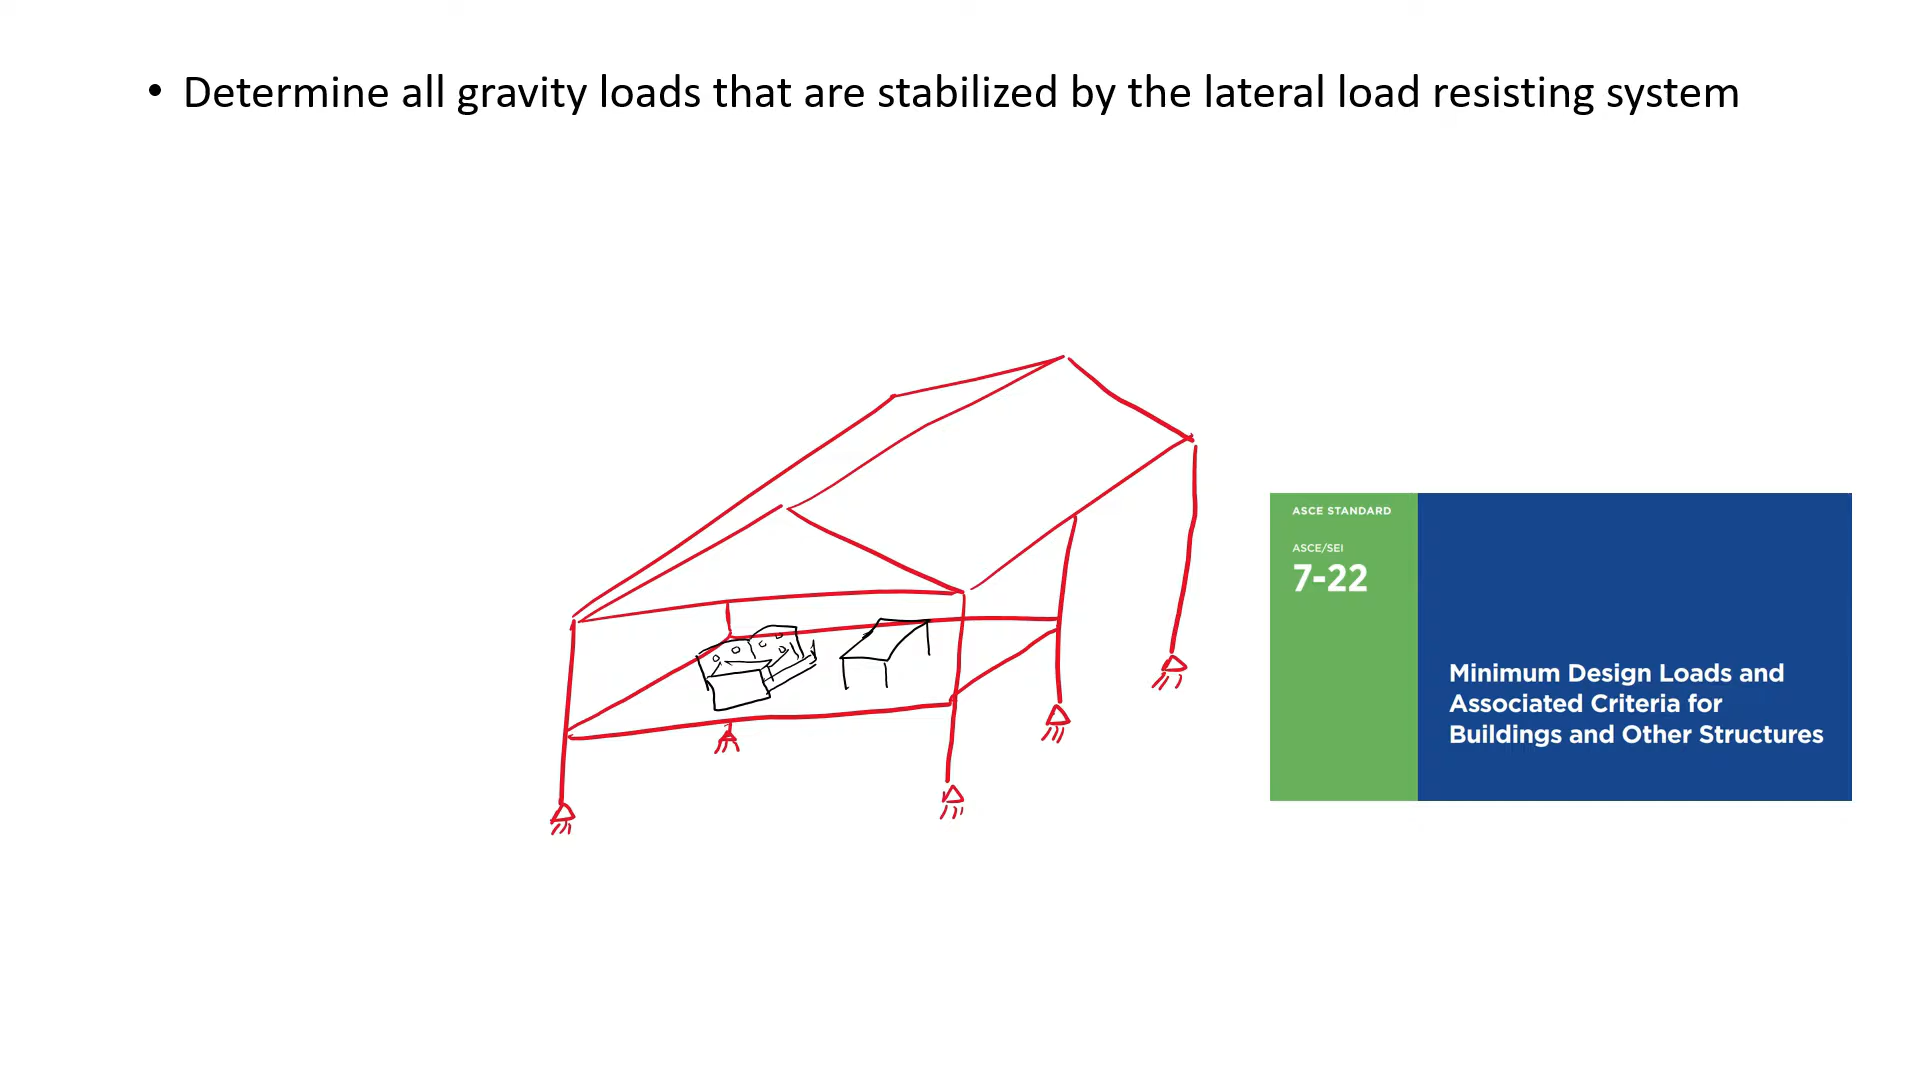 • Determine all gravity loads that are stabilized by the lateral load resisting system
ASCE STANDARD
ASCE/SEI
7-22
Minimum Design Loads and
Associated Criteria for
Buildings and Other Structures